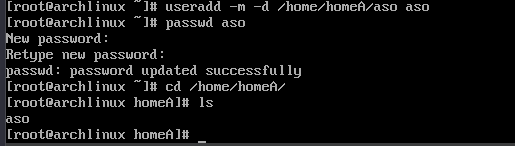 [root@archlinux ~]# useradd -m -d /home/homeA/aso aso
[root@archlinux ~]# passwd aso
New password:
Retype new password:
passwd: password updated successfully
[root@archlinux ~]# cd /home/homeA/
[root@archlinux homeA]# ls
aso
[root@archlinux homeA]# _